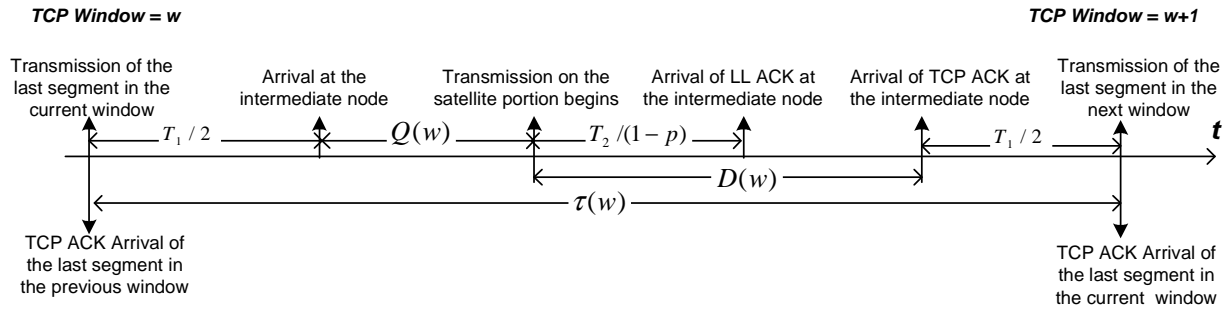 TCP Window = w
TCP Window = w+1
Transmission of the
last segment in the
current window
Arrival at the
intermediate node
Transmission on the
satellite portion begins
Arrival of LL ACK at
the intermediate node
Arrival of TCP ACK at
the intermediate node
Transmission of the
last segment in the
next window
T₁ / 2
Q(w)
T₂ /(1 − p)
T₁ / 2
t
D(w)
τ(w)
TCP ACK Arrival of
the last segment in
the previous window
TCP ACK Arrival of
the last segment in
the current window